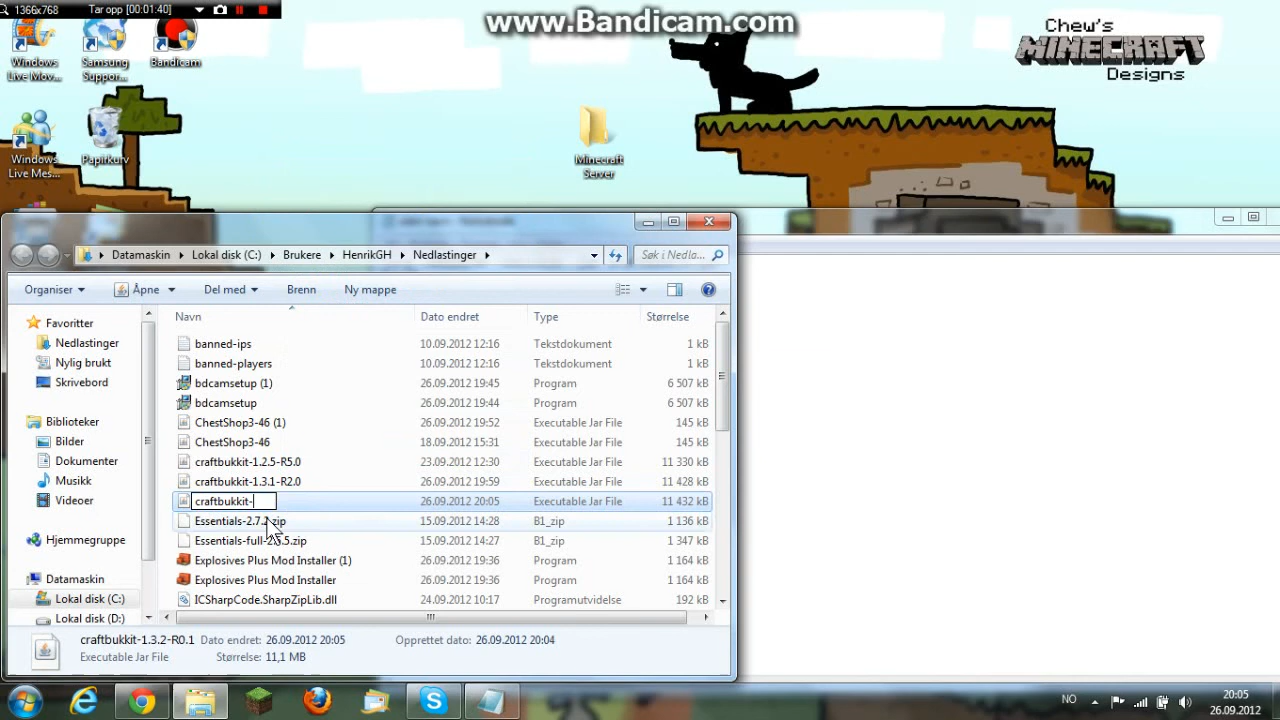 1366x768 Tar opp [00:01:40]
www.Bandicam.com
Chew's
MINECRAFT
Designs
Windows
Live Mov...
Samsung
Suppor...
Bandicam
Windows
Live Mes...
Papirkurv
Minecraft
Server
Datamaskin Lokal disk (C:) Brukere HenrikGH Nedlastinger Søk i Nedla...
Organiser Åpne Del med Brenn Ny mappe
Navn Dato endret Type Størrelse
Favoritter
Nedlastinger
Nylig brukt
Skrivebord
Biblioteker
Bilder
Dokumenter
Musikk
Videoer
Hjemmegruppe
Datamaskin
Lokal disk (C:)
Lokal disk (D:)
banned-ips 10.09.2012 12:16 Tekstdokument 1 kB
banned-players 10.09.2012 12:16 Tekstdokument 1 kB
bdcamsetup (1) 26.09.2012 19:45 Program 6 507 kB
bdcamsetup 26.09.2012 19:44 Program 6 507 kB
ChestShop3-46 (1) 26.09.2012 19:52 Executable Jar File 145 kB
ChestShop3-46 18.09.2012 15:31 Executable Jar File 145 kB
craftbukkit-1.2.5-R5.0 23.09.2012 12:30 Executable Jar File 11 330 kB
craftbukkit-1.3.1-R2.0 26.09.2012 19:59 Executable Jar File 11 428 kB
craftbukkit- 26.09.2012 20:05 Executable Jar File 11 432 kB
Essentials-2.7.2.zip 15.09.2012 14:28 B1_zip 1 136 kB
15.09.2012 14:27 B1_zip 1 347 kB
Explosives Plus Mod Installer (1) 26.09.2012 19:36 Program 1 164 kB
Explosives Plus Mod Installer 26.09.2012 19:36 Program 1 164 kB
ICSharpCode.SharpZipLib.dll 24.09.2012 10:17 Programutvidelse 192 kB
craftbukkit-1.3.2-R0.1 Dato endret: 26.09.2012 20:05 Opprettet dato: 26.09.2012 20:04
Executable Jar File Størrelse: 11,1 MB
NO
20:05
26.09.2012